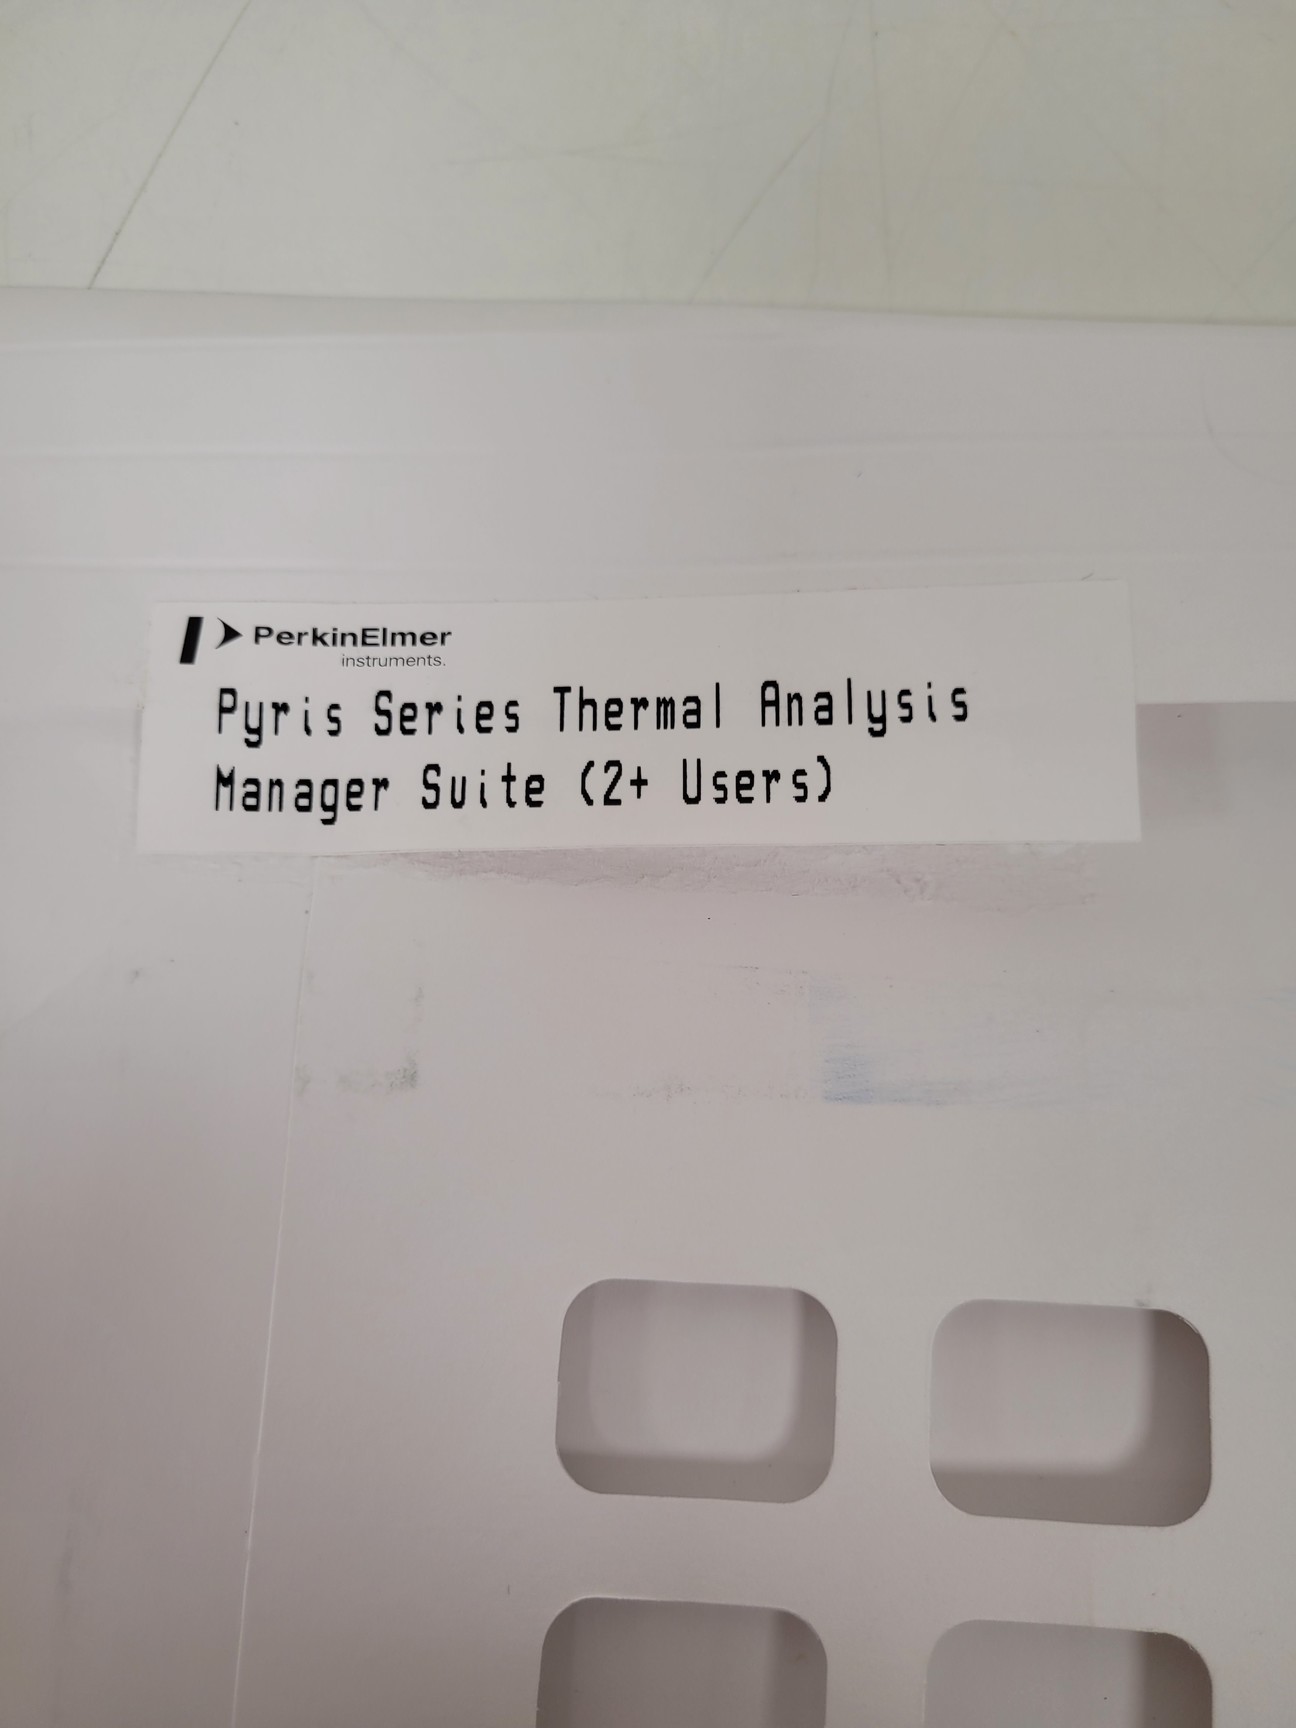 PerkinElmer
instruments.
Pyris Series Thermal Analysis
Manager Suite (2+ Users)